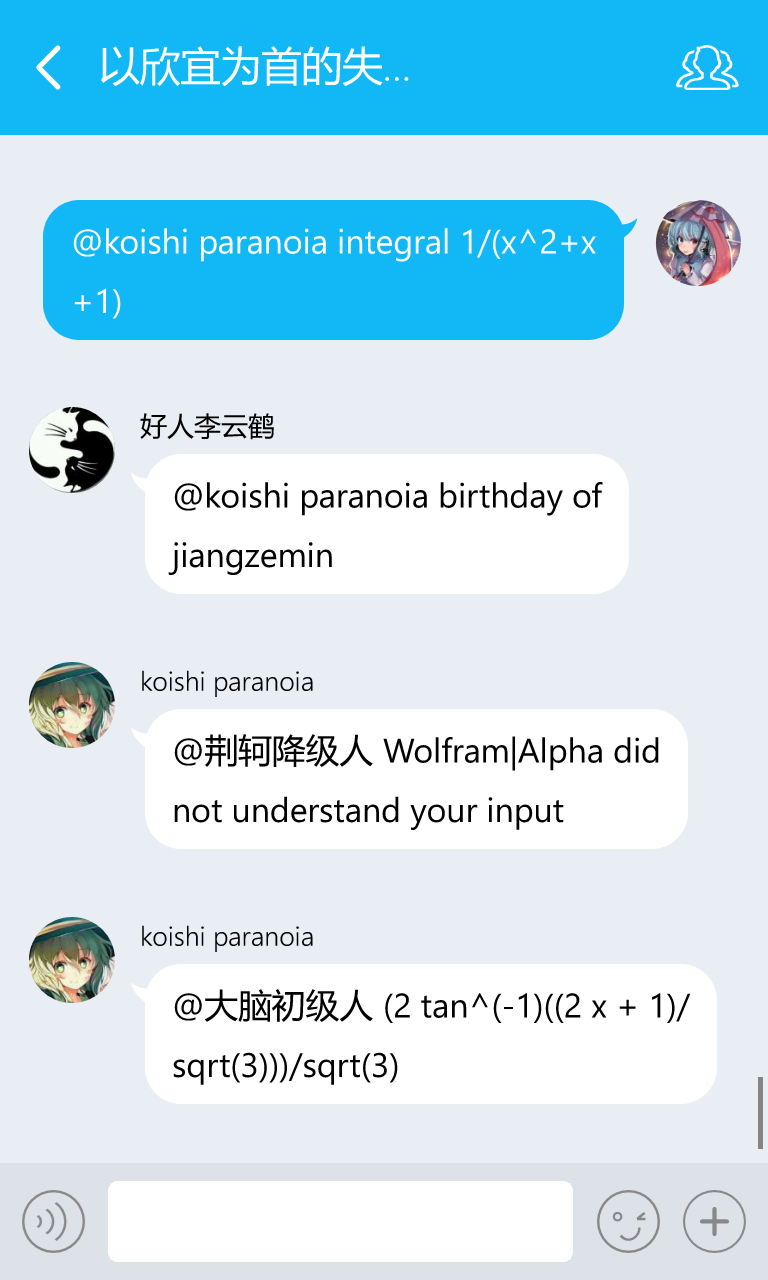 以欣宜为首的失...
@koishi paranoia integral 1/(x^2+x
+1)
好人李云鹤
@koishi paranoia birthday of
jiangzemin
koishi paranoia
@荆轲降级人 Wolfram|Alpha did
not understand your input
koishi paranoia
@大脑初级人 (2 tan^(-1)((2 x + 1)/
sqrt(3)))/sqrt(3)